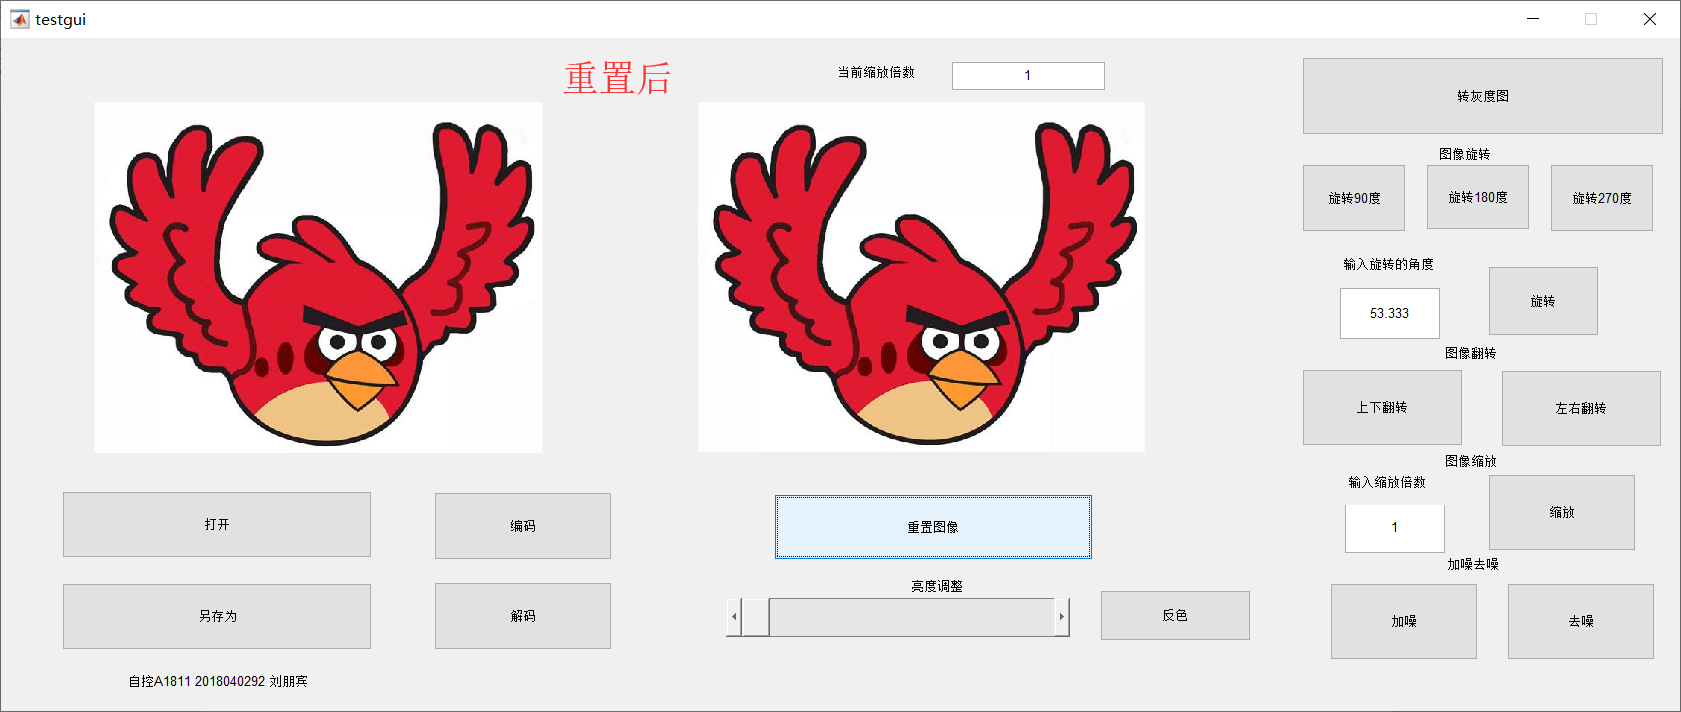 testgui
重置后
当前缩放倍数
1
转灰度图
图像旋转
旋转90度
旋转180度
旋转270度
输入旋转的角度
53.333
旋转
图像翻转
上下翻转
左右翻转
图像缩放
输入缩放倍数
1
缩放
加噪去噪
加噪
去噪
打开
编码
重置图像
亮度调整
反色
另存为
解码
自控A1811 2018040292 刘朋宾